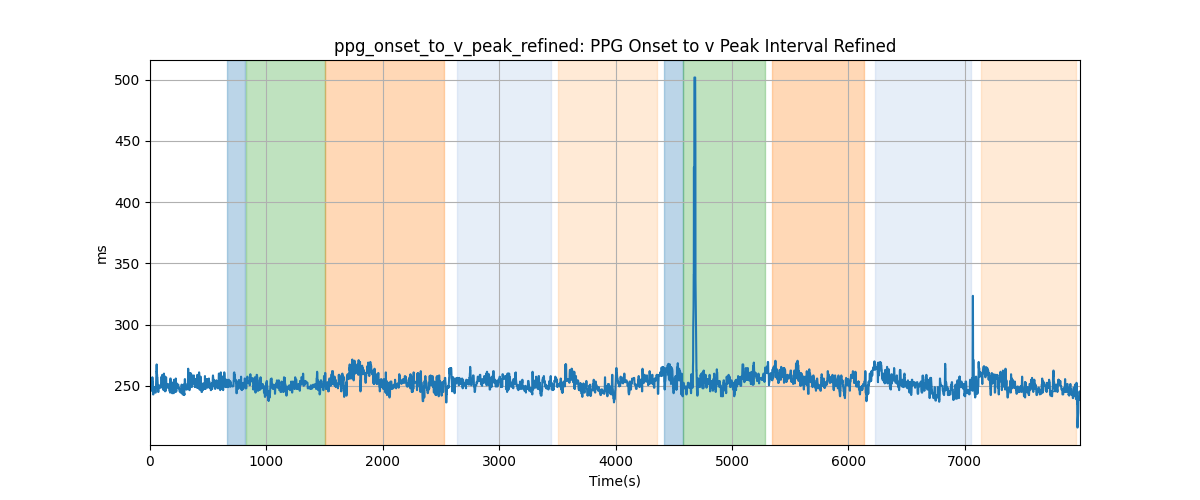 ppg_onset_to_v_peak_refined: PPG Onset to v Peak Interval Refined
500
450
400
350
300
250
ms
0 1000 2000 3000 4000 5000 6000 7000
Time(s)